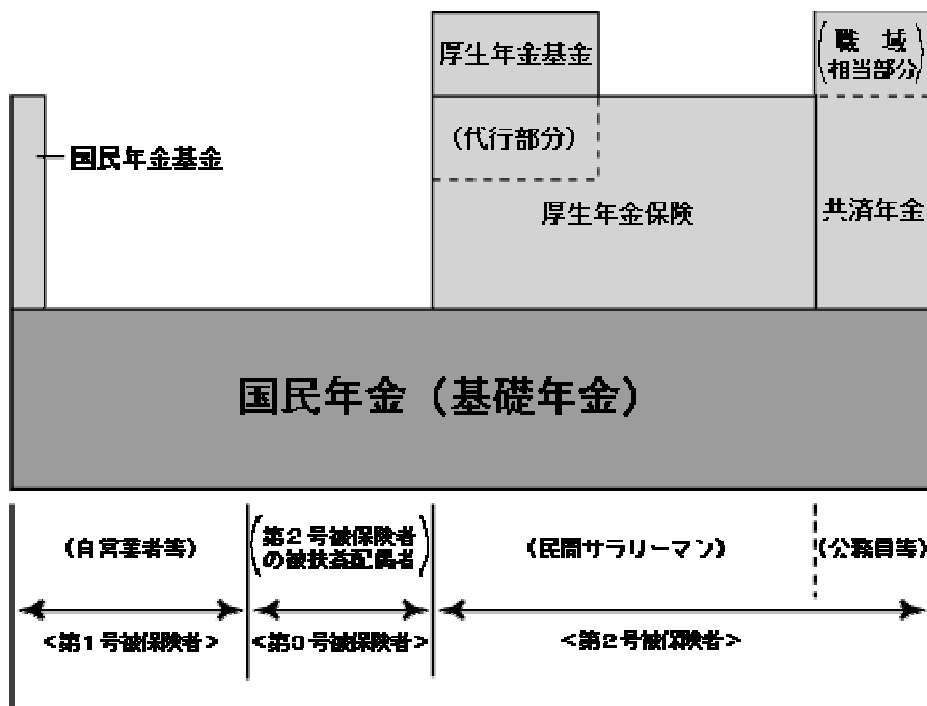 厚生年金基金
(職 域
相当部分)
(代行部分)
国民年金基金
厚生年金保険
共済年金
国民年金(基礎年金)
(自営業者等)
(第2号被保険者
の被扶養配偶者)
(民間サラリーマン)
(公務員等)
<第1号被保険者>
<第3号被保険者>
<第2号被保険者>